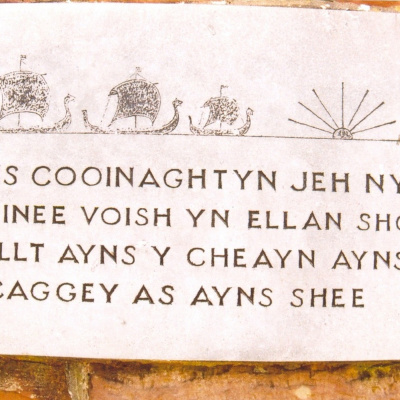 S COOINAGHTYN JEH NY
INEE VOISH YN ELLAN SHO
LLT AYNS Y CHEAYN AYNS
CAGGEY AS AYNS SHEE